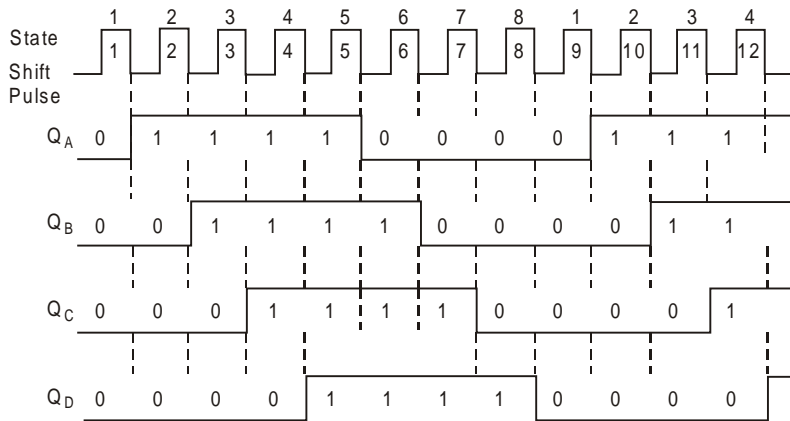 1 2 3 4 5 6 7 8 1 2 3 4
State
1 2 3 4 5 6 7 8 9 10 11 12
Shift
Pulse
QA 0 1 1 1 1 0 0 0 0 1 1 1
QB 0 0 1 1 1 1 0 0 0 0 1 1
QC 0 0 0 1 1 1 1 0 0 0 0 1
QD 0 0 0 0 1 1 1 1 0 0 0 0